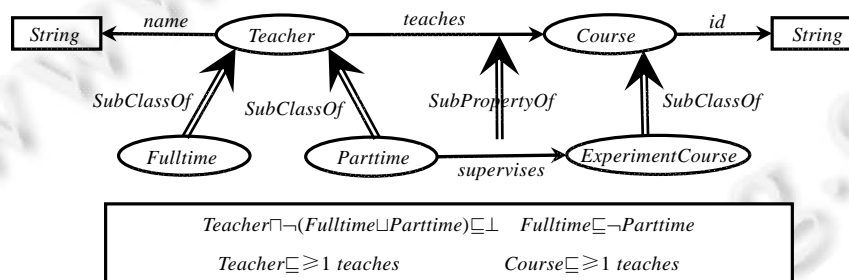 name teaches id
String Teacher Course String
SubClassOf SubClassOf SubPropertyOf SubClassOf
Fulltime Parttime ExperimentCourse
supervises
Teacher⊓¬(Fulltime⊔Parttime)⊑⊥ Fulltime⊑¬Parttime
Teacher⊑≥1 teaches Course⊑≥1 teaches